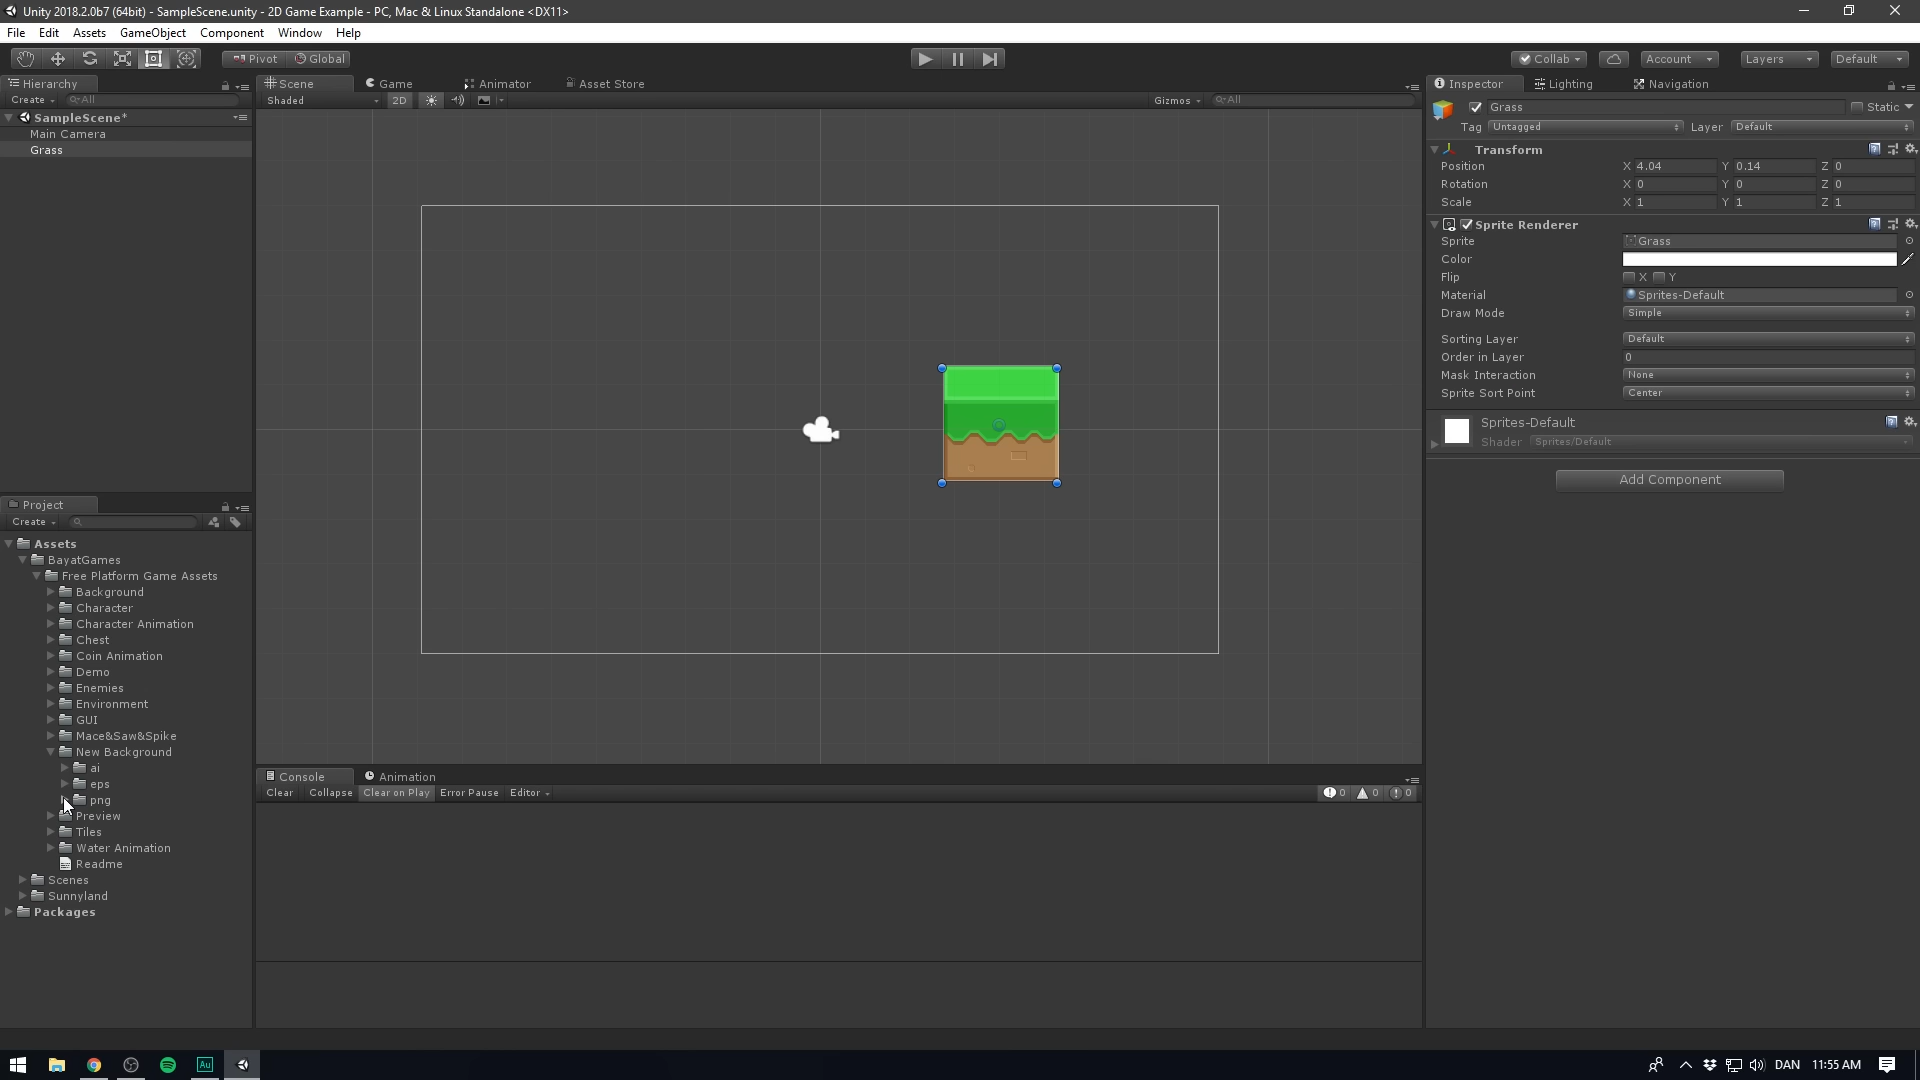 Unity 2018.2.0b7 (64bit) - SampleScene.unity - 2D Game Example - PC, Mac & Linux Standalone <DX11>
File Edit Assets GameObject Component Window Help
Pivot Global Collab Account Layers Default
Hierarchy
Create All
SampleScene*
Main Camera
Grass
Scene Game Animator Asset Store
Shaded 2D Gizmos All
Inspector Lighting Navigation
Grass Static
Tag Untagged Layer Default
Transform
Position X 4.04 Y 0.14 Z 0
Rotation X 0 Y 0 Z 0
Scale X 1 Y 1 Z 1
Sprite Renderer
Sprite Grass
Color
Flip X Y
Material Sprites-Default
Draw Mode Simple
Sorting Layer Default
Order in Layer 0
Mask Interaction None
Sprite Sort Point Center
Sprites-Default
Shader Sprites/Default
Add Component
Project
Create
Assets
BayatGames
Free Platform Game Assets
Background
Character
Character Animation
Chest
Coin Animation
Demo
Enemies
Environment
GUI
Mace&Saw&Spike
New Background
ai
eps
png
Preview
Tiles
Water Animation
Readme
Scenes
Sunnyland
Packages
Console Animation
Clear Collapse Clear on Play Error Pause Editor 0 0 0
Au DAN 11:55 AM